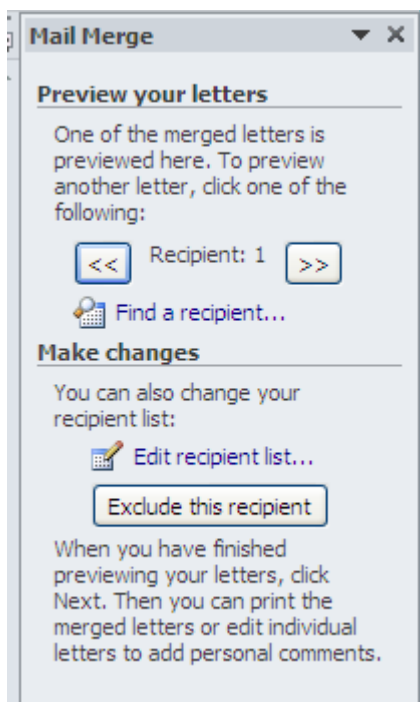 Mail Merge
Preview your letters
One of the merged letters is
previewed here. To preview
another letter, click one of the
following:
<< Recipient: 1 >>
Find a recipient...
Make changes
You can also change your
recipient list:
Edit recipient list...
Exclude this recipient
When you have finished
previewing your letters, click
Next. Then you can print the
merged letters or edit individual
letters to add personal comments.